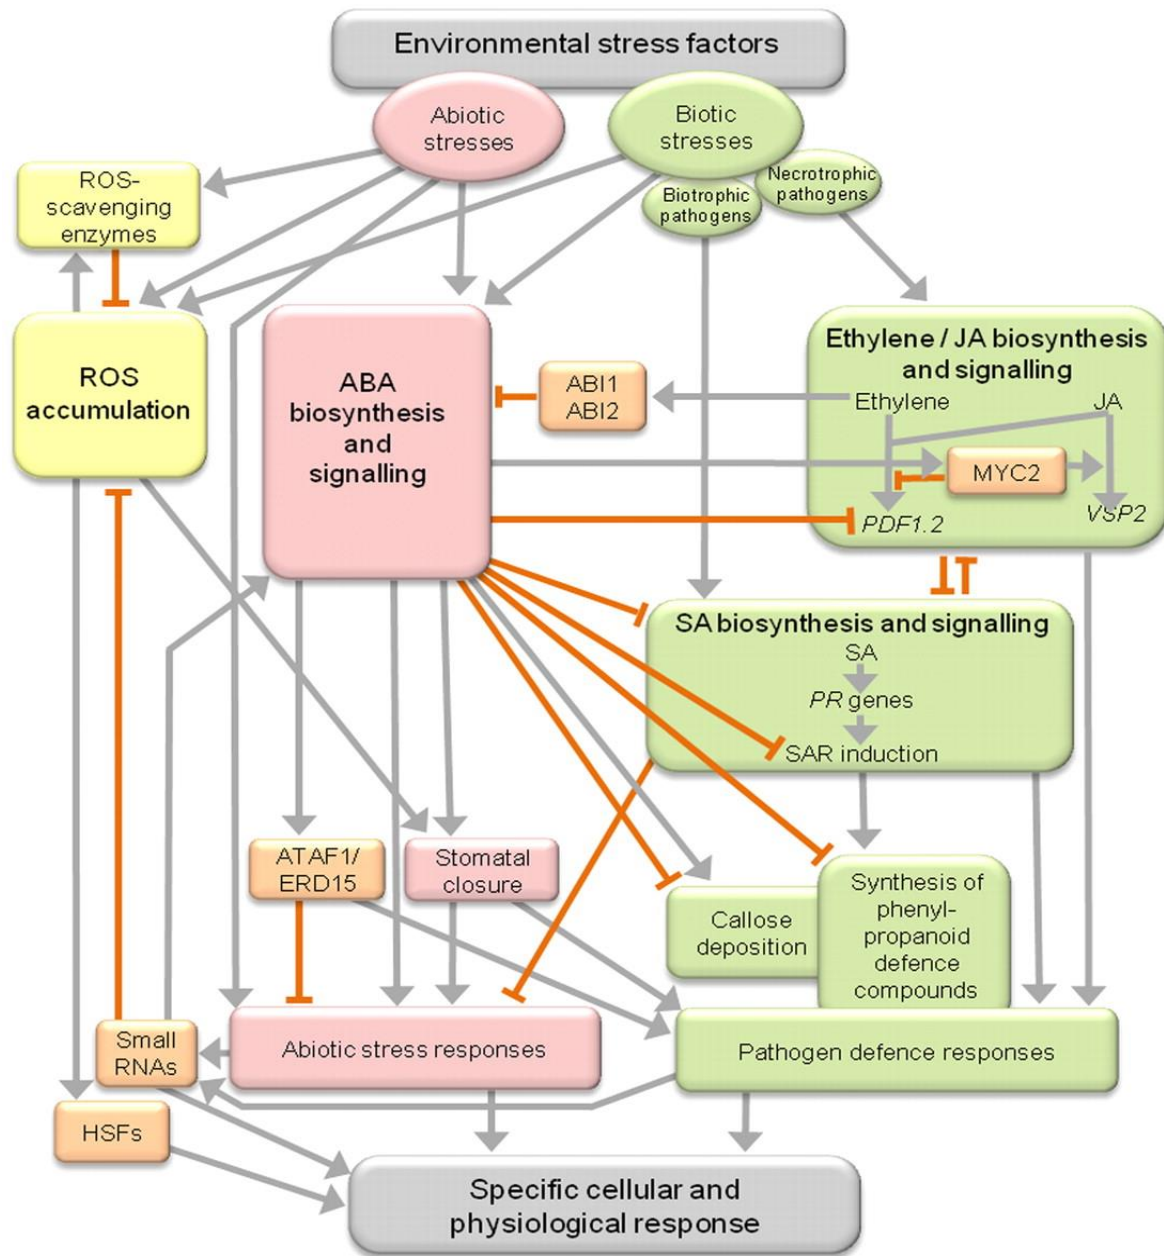 Environmental stress factors
Abiotic
stresses
Biotic
stresses
Biotrophic
pathogens
Necrotrophic
pathogens
ROS-
scavenging
enzymes
ROS
accumulation
ABA
biosynthesis
and
signalling
ABI1
ABI2
Ethylene / JA biosynthesis
and signalling
Ethylene
JA
MYC2
PDF1.2
VSP2
SA biosynthesis and signalling
SA
PR genes
SAR induction
ATAF1/
ERD15
Stomatal
closure
Callose
deposition
Synthesis of
phenyl-
propanoid
defence
compounds
Small
RNAs
Abiotic stress responses
Pathogen defence responses
HSFs
Specific cellular and
physiological response